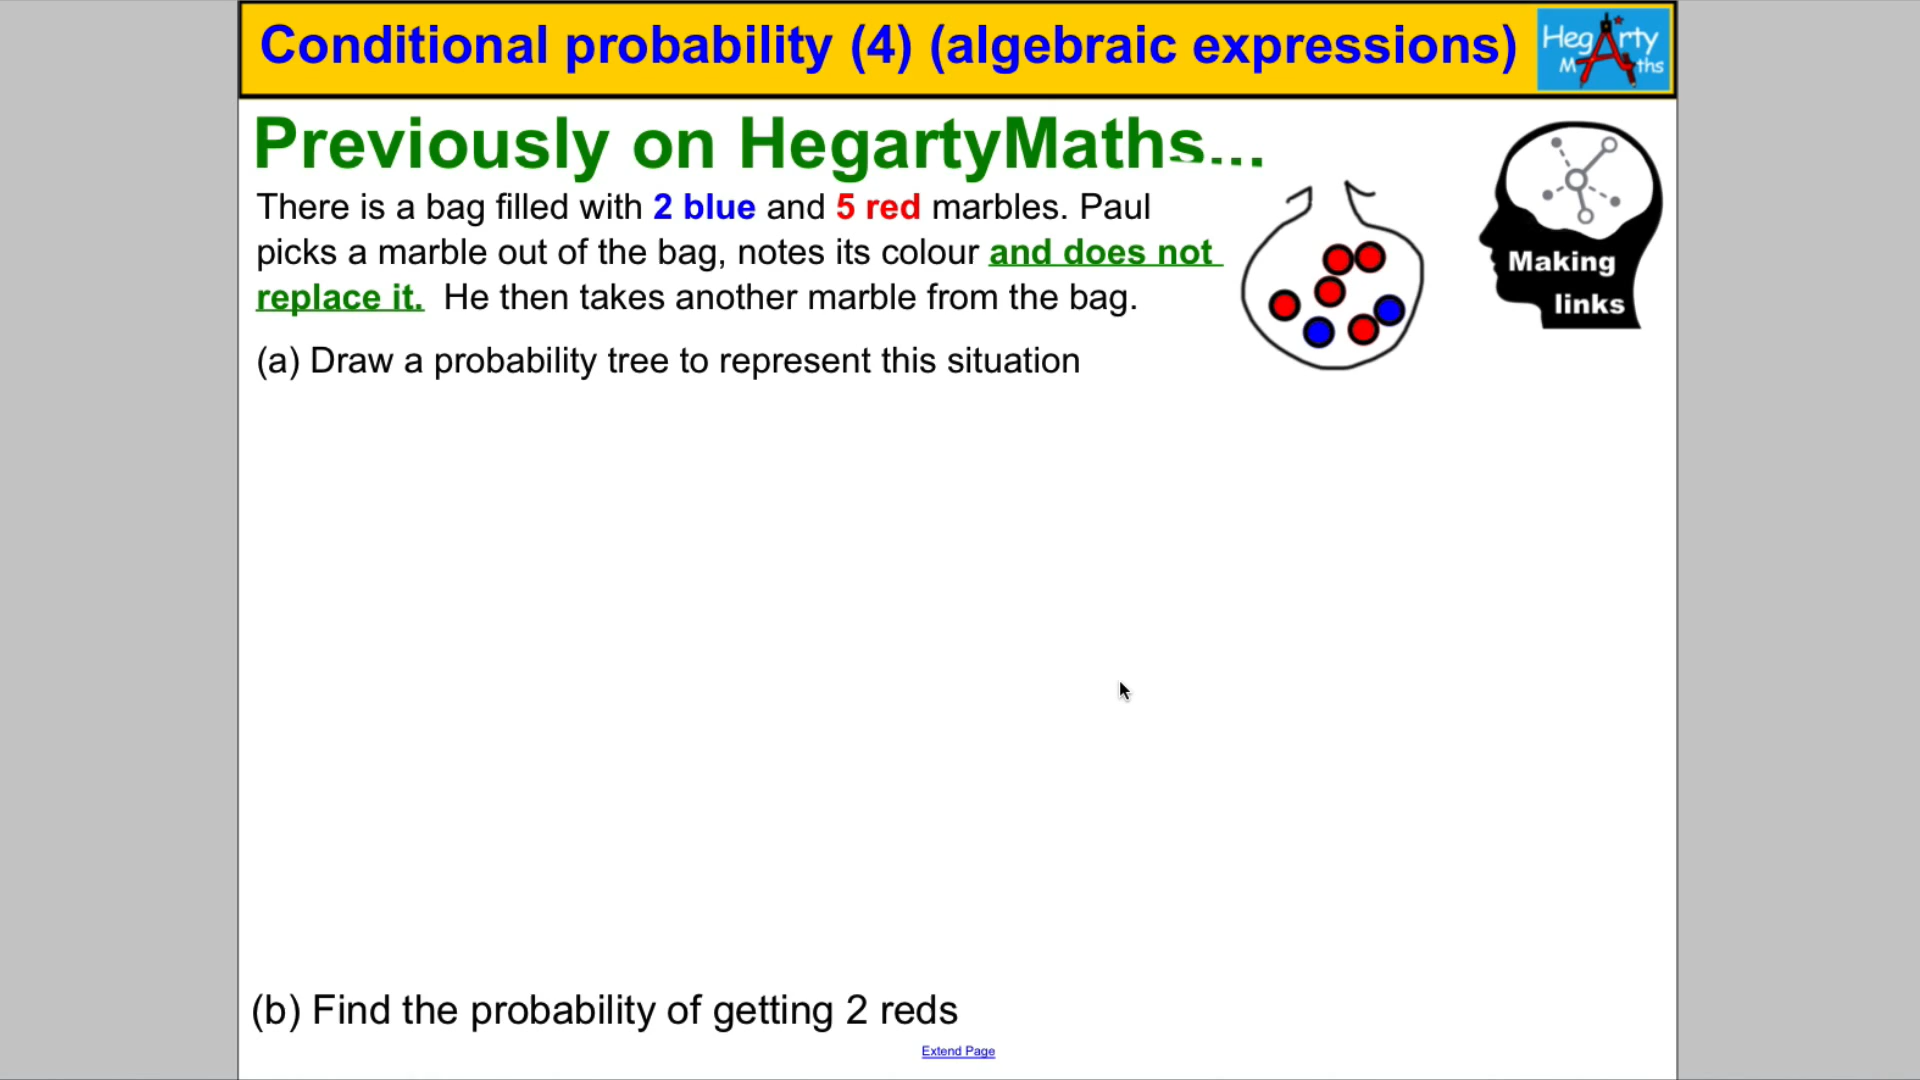 Conditional probability (4) (algebraic expressions)
HegArty
Maths
Previously on HegartyMaths...
There is a bag filled with 2 blue and 5 red marbles. Paul
picks a marble out of the bag, notes its colour and does not
replace it. He then takes another marble from the bag.
Making
links
(a) Draw a probability tree to represent this situation
(b) Find the probability of getting 2 reds
Extend Page